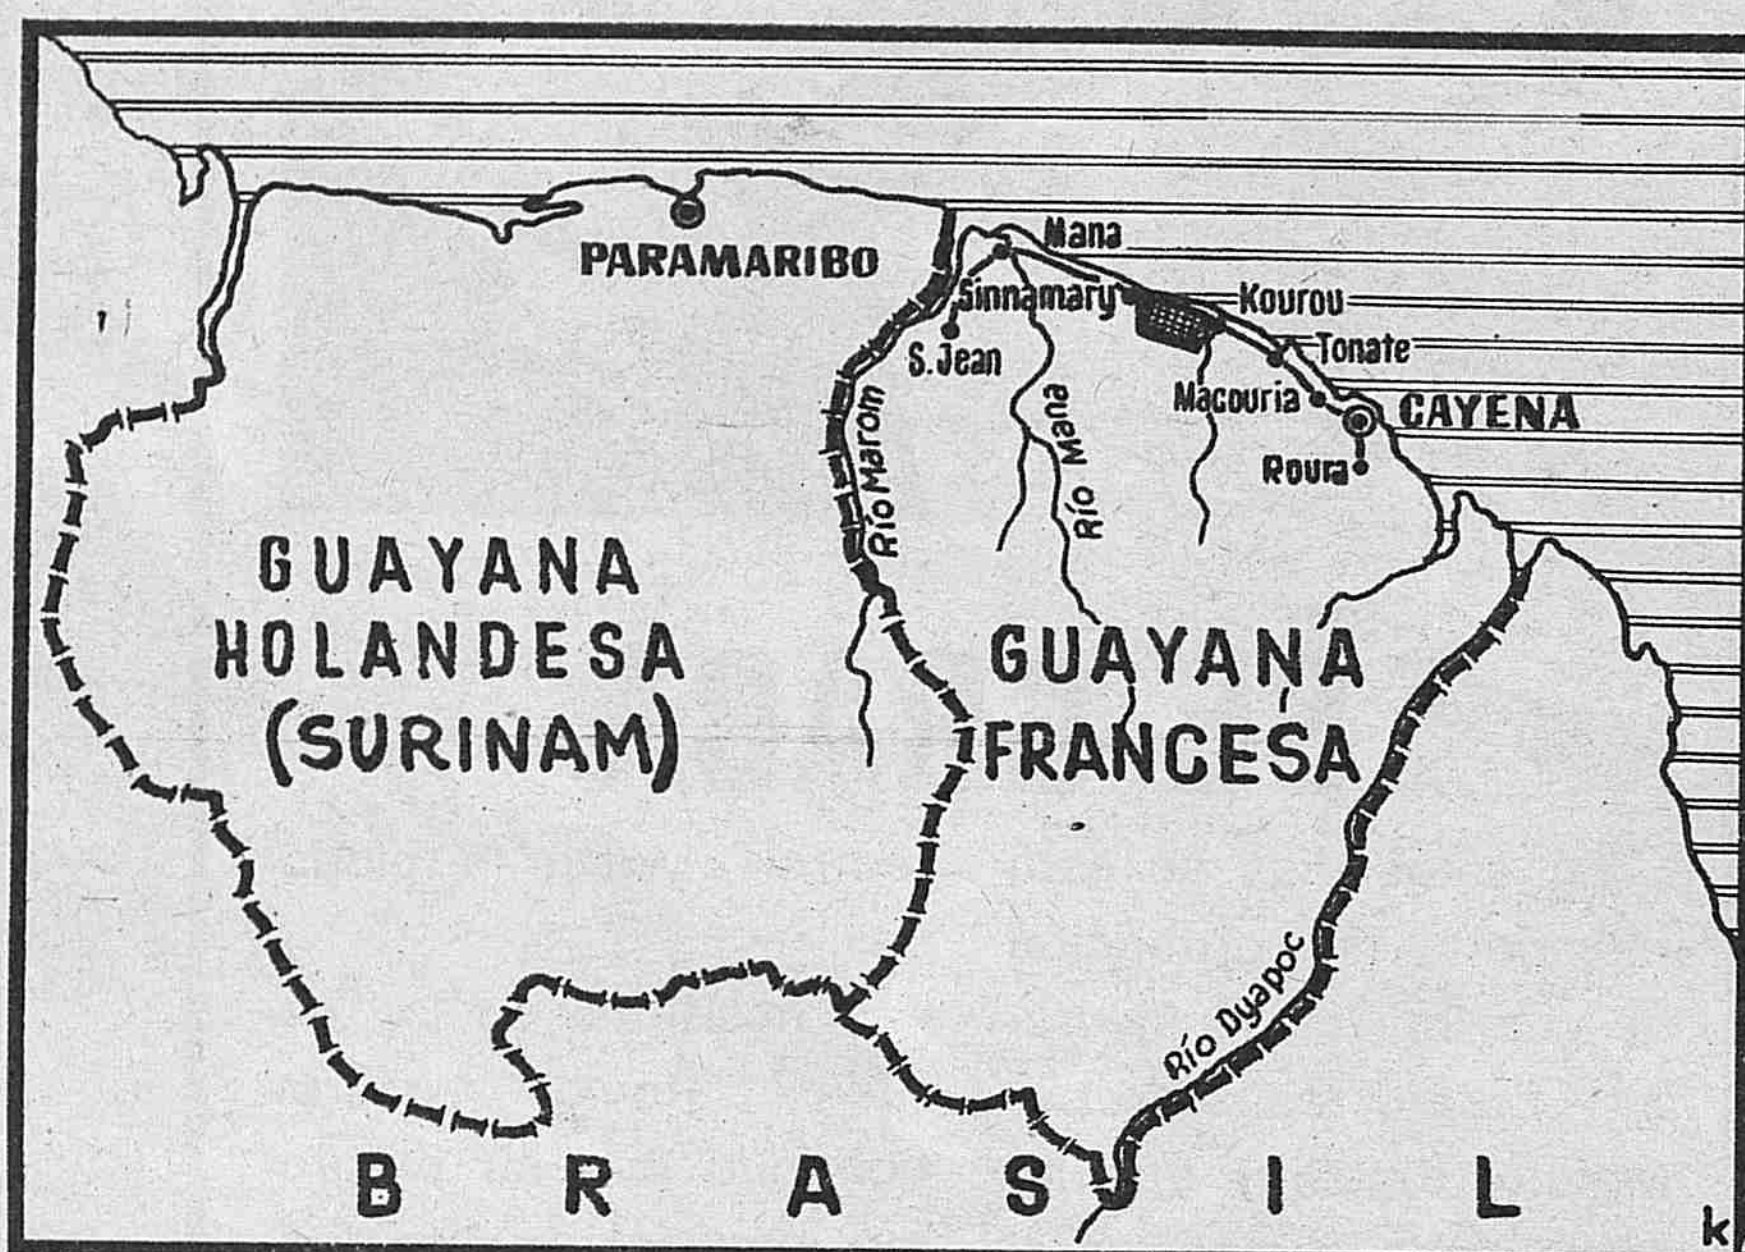 PARAMARIBO
Mana
Sinnamary
Kourou
S. Jean
Tonate
Macouria
CAYENA
Roura
Río Marom
Río Mana
GUAYANA
HOLANDESA
(SURINAM)
GUAYANA
FRANCESA
Río Dyapoc
BRASIL
k